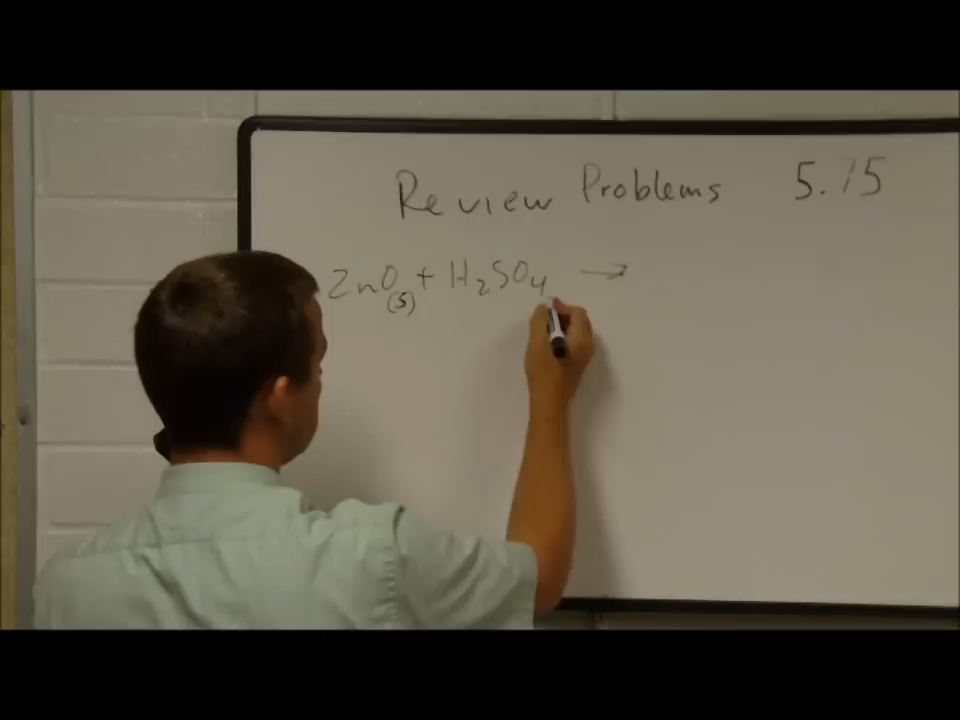 Review Problems 5.15
ZnO(s) + H2SO4 →